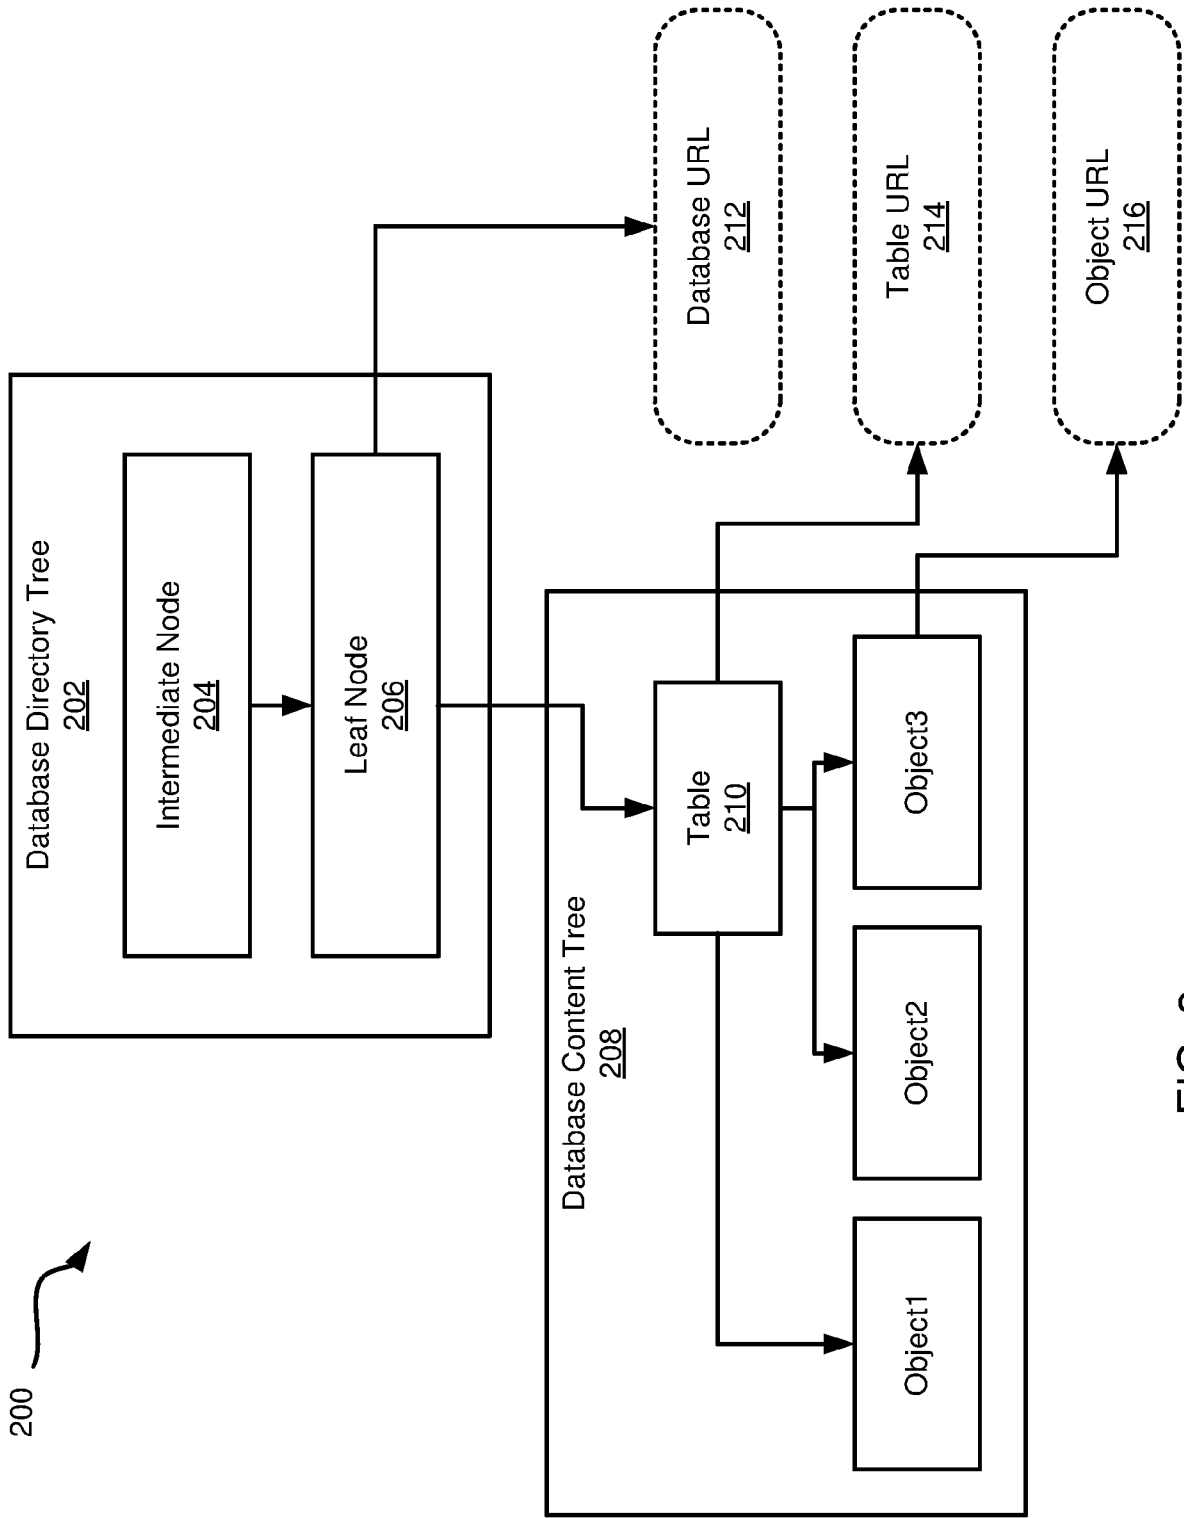 200
Database Directory Tree
202
Intermediate Node
204
Leaf Node
206
Database Content Tree
208
Table
210
Object1
Object2
Object3
Database URL
212
Table URL
214
Object URL
216